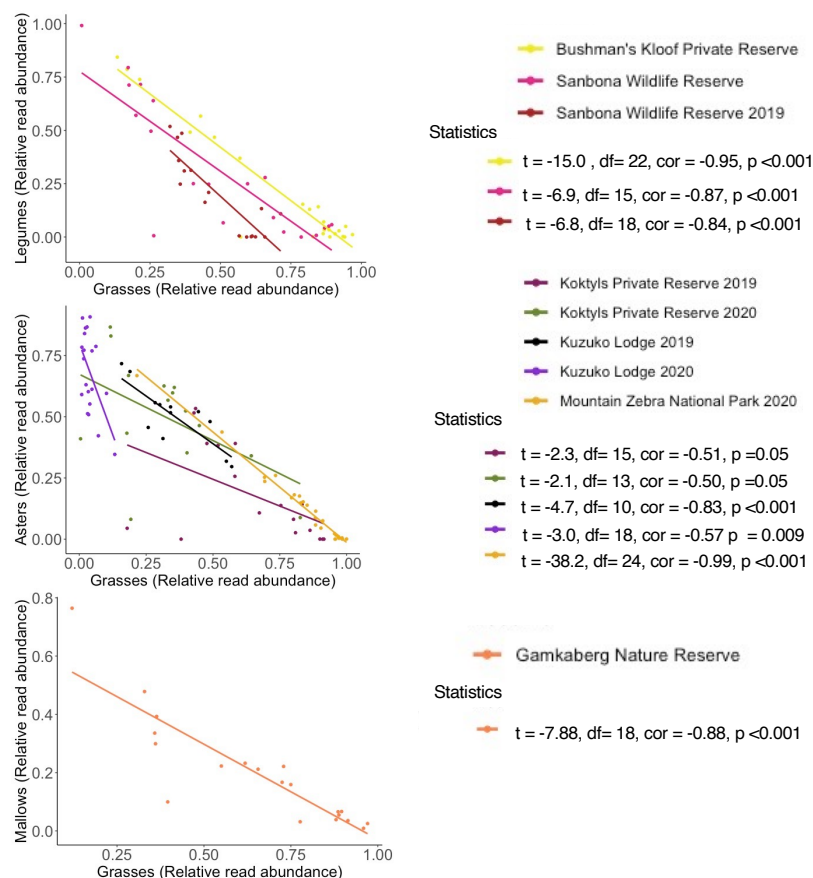 1.00
0.75
0.50
0.25
0.00
Legumes (Relative read abundance)
0.00 0.25 0.50 0.75 1.00
Grasses (Relative read abundance)
Bushman's Kloof Private Reserve
Sanbona Wildlife Reserve
Sanbona Wildlife Reserve 2019
Statistics
t = -15.0 , df= 22, cor = -0.95, p <0.001
t = -6.9, df= 15, cor = -0.87, p <0.001
t = -6.8, df= 18, cor = -0.84, p <0.001
0.75
0.50
0.25
0.00
Asters (Relative read abundance)
0.00 0.25 0.50 0.75 1.00
Grasses (Relative read abundance)
Koktyls Private Reserve 2019
Koktyls Private Reserve 2020
Kuzuko Lodge 2019
Kuzuko Lodge 2020
Mountain Zebra National Park 2020
Statistics
t = -2.3, df= 15, cor = -0.51, p =0.05
t = -2.1, df= 13, cor = -0.50, p =0.05
t = -4.7, df= 10, cor = -0.83, p <0.001
t = -3.0, df= 18, cor = -0.57 p = 0.009
t = -38.2, df= 24, cor = -0.99, p <0.001
0.8
0.6
0.4
0.2
0.0
Mallows (Relative read abundance)
0.25 0.50 0.75 1.00
Grasses (Relative read abundance)
Gamkaberg Nature Reserve
Statistics
t = -7.88, df= 18, cor = -0.88, p <0.001